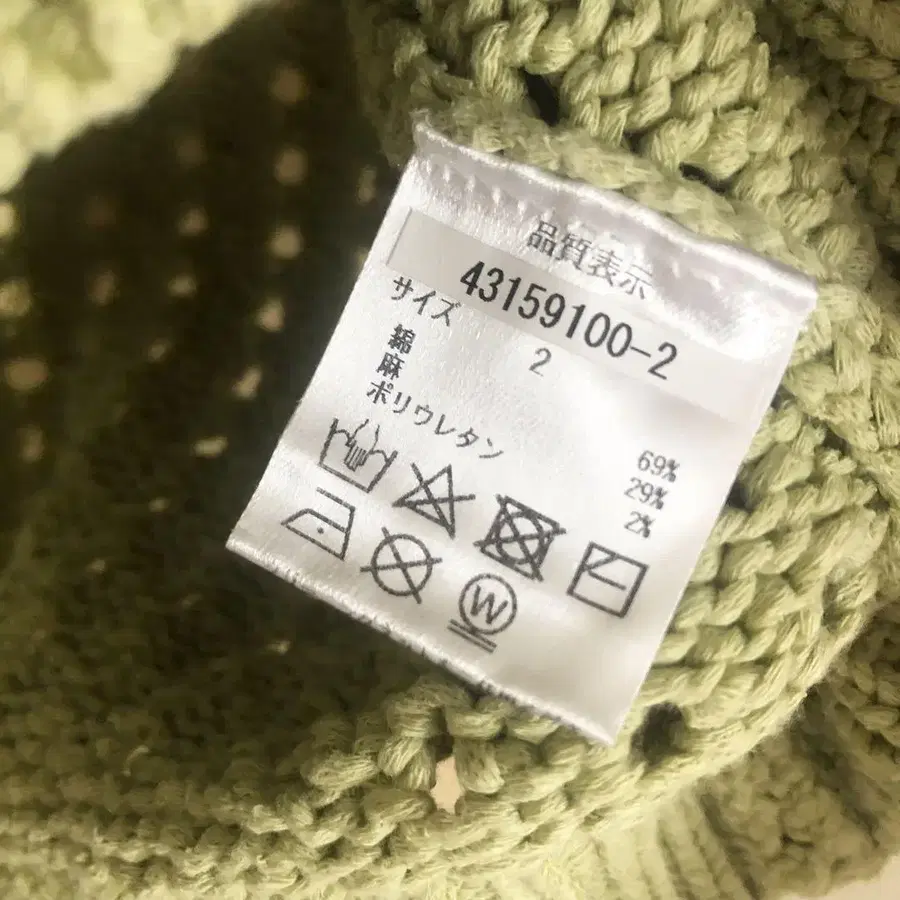 品質表示
43159100-2
サイズ 2
綿 69%
麻 29%
ポリウレタン 2%
W